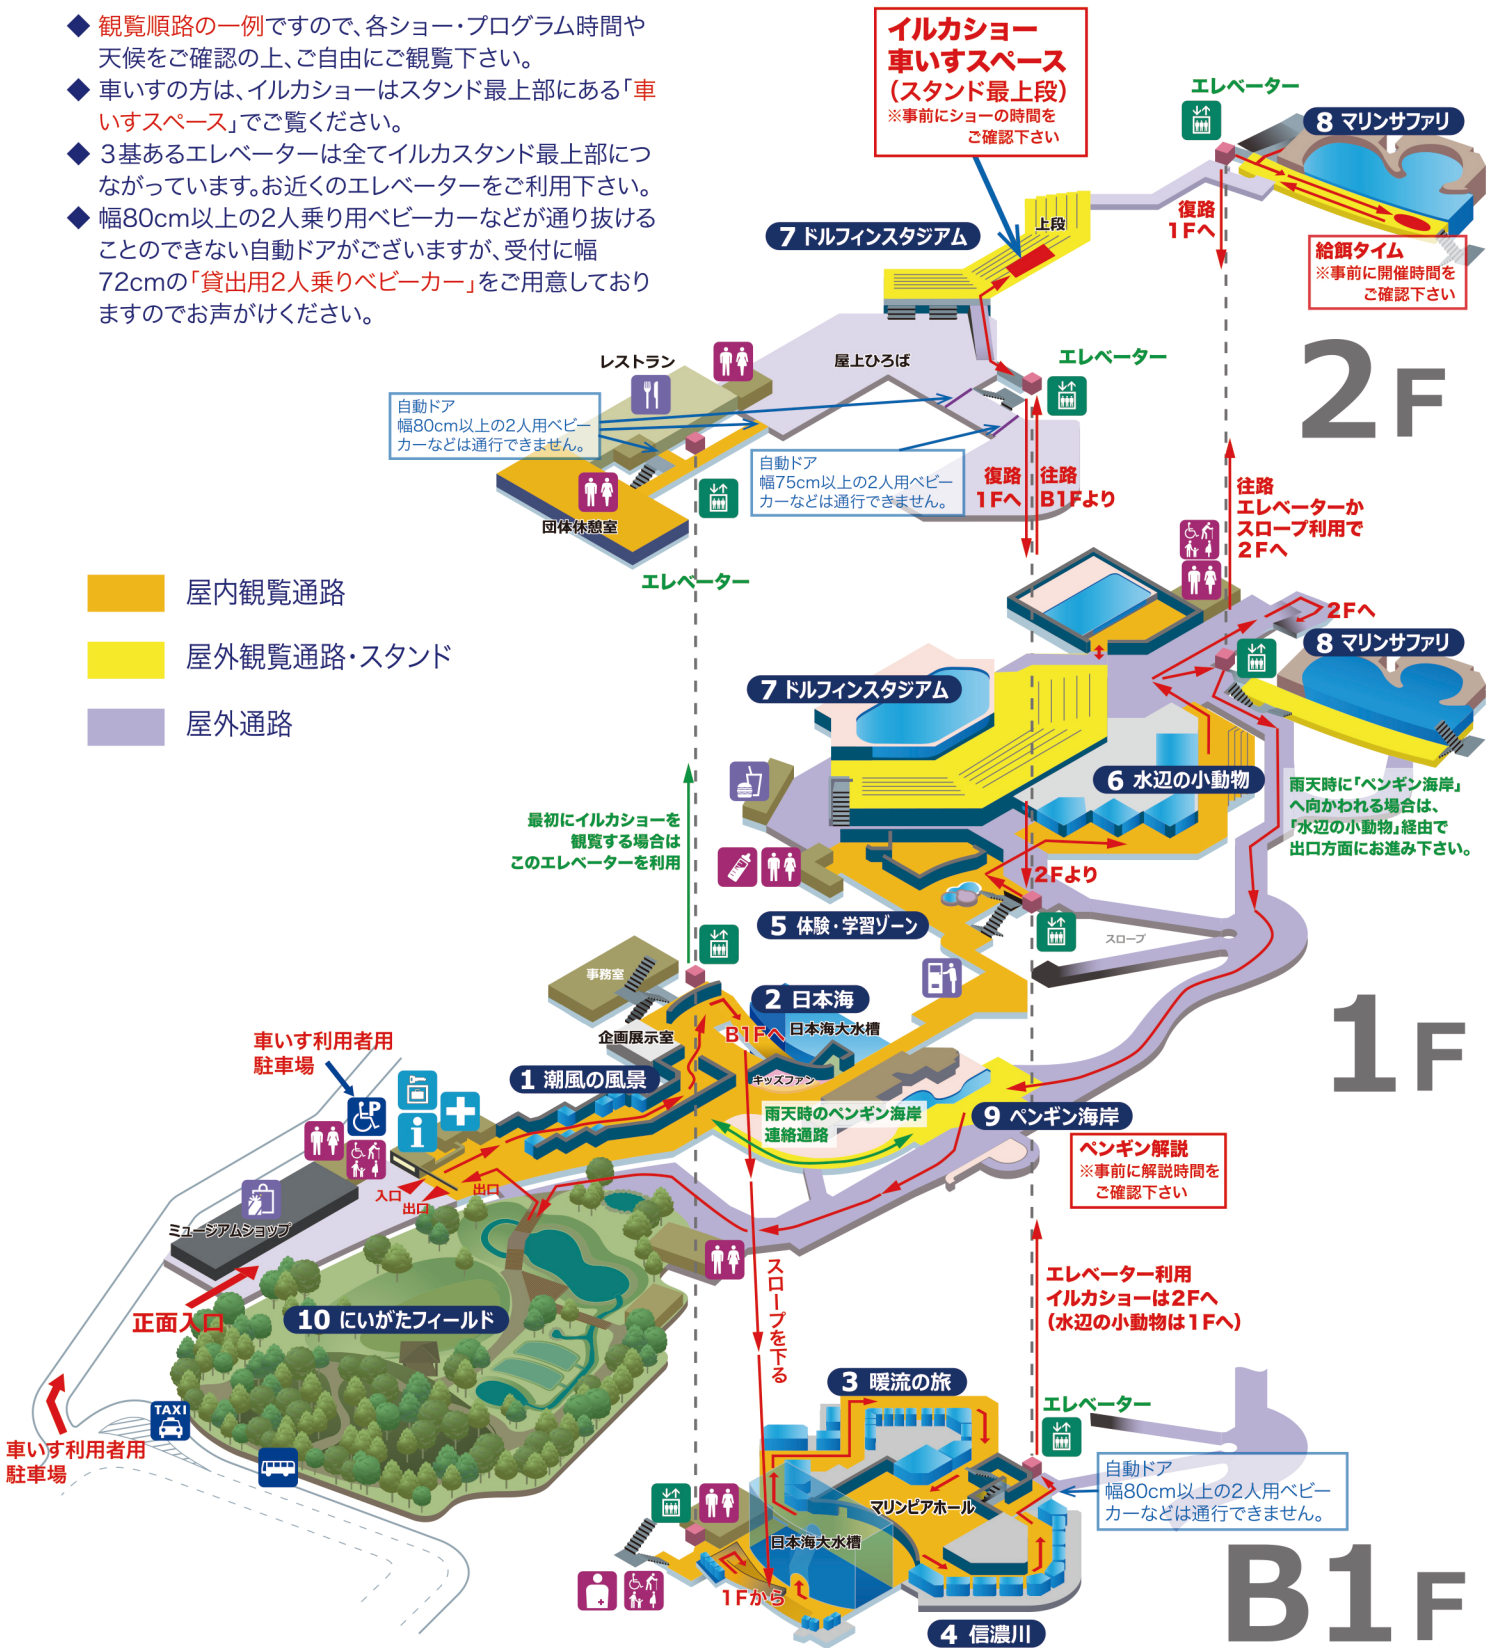 ◆ 観覧順路の一例ですので、各ショー・プログラム時間や
天候をご確認の上、ご自由にご観覧下さい。
◆ 車いすの方は、イルカショーはスタンド最上部にある「車
いすスペース」でご覧ください。
◆ 3基あるエレベーターは全てイルカスタンド最上部につ
ながっています。お近くのエレベーターをご利用下さい。
◆ 幅80cm以上の2人乗り用ベビーカーなどが通り抜ける
ことのできない自動ドアがございますが、受付に幅
72cmの「貸出用2人乗りベビーカー」をご用意しており
ますのでお声がけください。
イルカショー
車いすスペース
(スタンド最上段)
※事前にショーの時間を
ご確認下さい
エレベーター
8 マリンサファリ
上段
7 ドルフィンスタジアム
復路
1Fへ
給餌タイム
※事前に開催時間を
ご確認下さい
2F
レストラン
屋上ひろば
エレベーター
自動ドア
幅80cm以上の2人用ベビー
カーなどは通行できません。
自動ドア
幅75cm以上の2人用ベビー
カーなどは通行できません。
復路
1Fへ
往路
B1Fより
往路
エレベーターか
スロープ利用で
2Fへ
団体休憩室
エレベーター
屋内観覧通路
屋外観覧通路・スタンド
屋外通路
2Fへ
8 マリンサファリ
7 ドルフィンスタジアム
6 水辺の小動物
雨天時に「ペンギン海岸」
へ向かわれる場合は、
「水辺の小動物」経由で
出口方面にお進み下さい。
最初にイルカショーを
観覧する場合は
このエレベーターを利用
2Fより
5 体験・学習ゾーン
スロープ
事務室
2 日本海
日本海大水槽
企画展示室
B1Fへ
1F
車いす利用者用
駐車場
キッズファン
1 潮風の風景
P
i
雨天時のペンギン海岸
連絡通路
9 ペンギン海岸
ペンギン解説
※事前に解説時間を
ご確認下さい
入口
出口
出口
ミュージアムショップ
正面入口
10 にいがたフィールド
スロープを下る
エレベーター利用
イルカショーは2Fへ
(水辺の小動物は1Fへ)
3 暖流の旅
エレベーター
TAXI
車いす利用者用
駐車場
自動ドア
幅80cm以上の2人用ベビー
カーなどは通行できません。
マリンピアホール
日本海大水槽
1Fから
4 信濃川
B1F